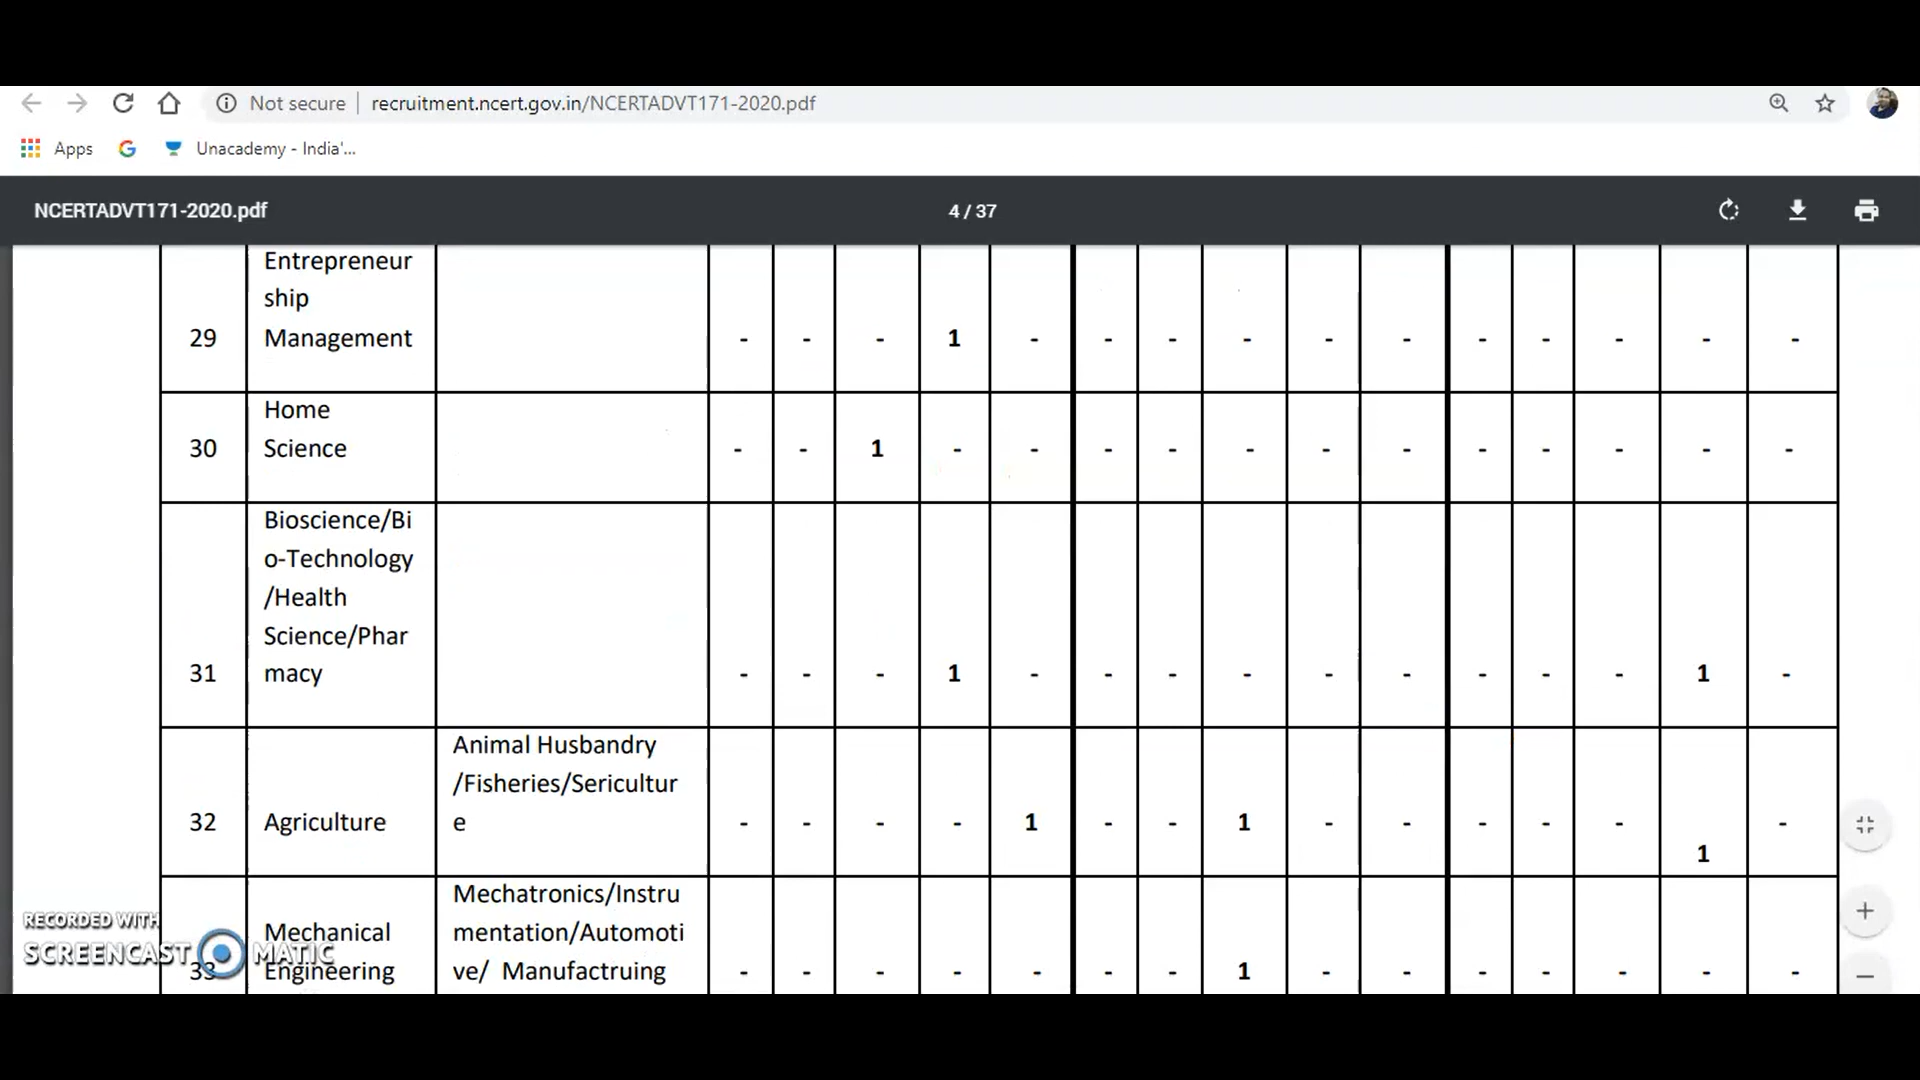 Not secure | recruitment.ncert.gov.in/NCERTADVT171-2020.pdf
Apps Unacademy - India'...
NCERTADVT171-2020.pdf 4 / 37
Entrepreneur
ship
29 Management - - - 1 - - - - - - - - - - -
Home
30 Science - - 1 - - - - - - - - - - - -
Bioscience/Bi
o-Technology
/Health
Science/Phar
31 macy - - - 1 - - - - - - - - - 1 -
Animal Husbandry
/Fisheries/Sericultur
32 Agriculture e - - - - 1 - - 1 - - - - - 1 -
Mechatronics/Instru
Mechanical mentation/Automoti
33 Engineering ve/ Manufactruing - - - - - - - 1 - - - - - - -
RECORDED WITH
SCREENCAST MATIC